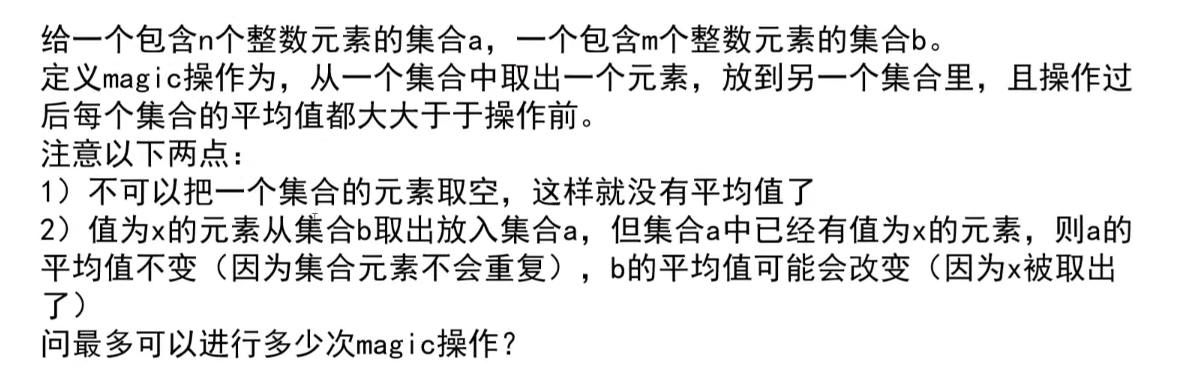 给一个包含n个整数元素的集合a，一个包含m个整数元素的集合b。
定义magic操作为，从一个集合中取出一个元素，放到另一个集合里，且操作过
后每个集合的平均值都大大于于操作前。
注意以下两点：
1）不可以把一个集合的元素取空，这样就没有平均值了
2）值为x的元素从集合b取出放入集合a，但集合a中已经有值为x的元素，则a的
平均值不变（因为集合元素不会重复），b的平均值可能会改变（因为x被取出
了）
问最多可以进行多少次magic操作？